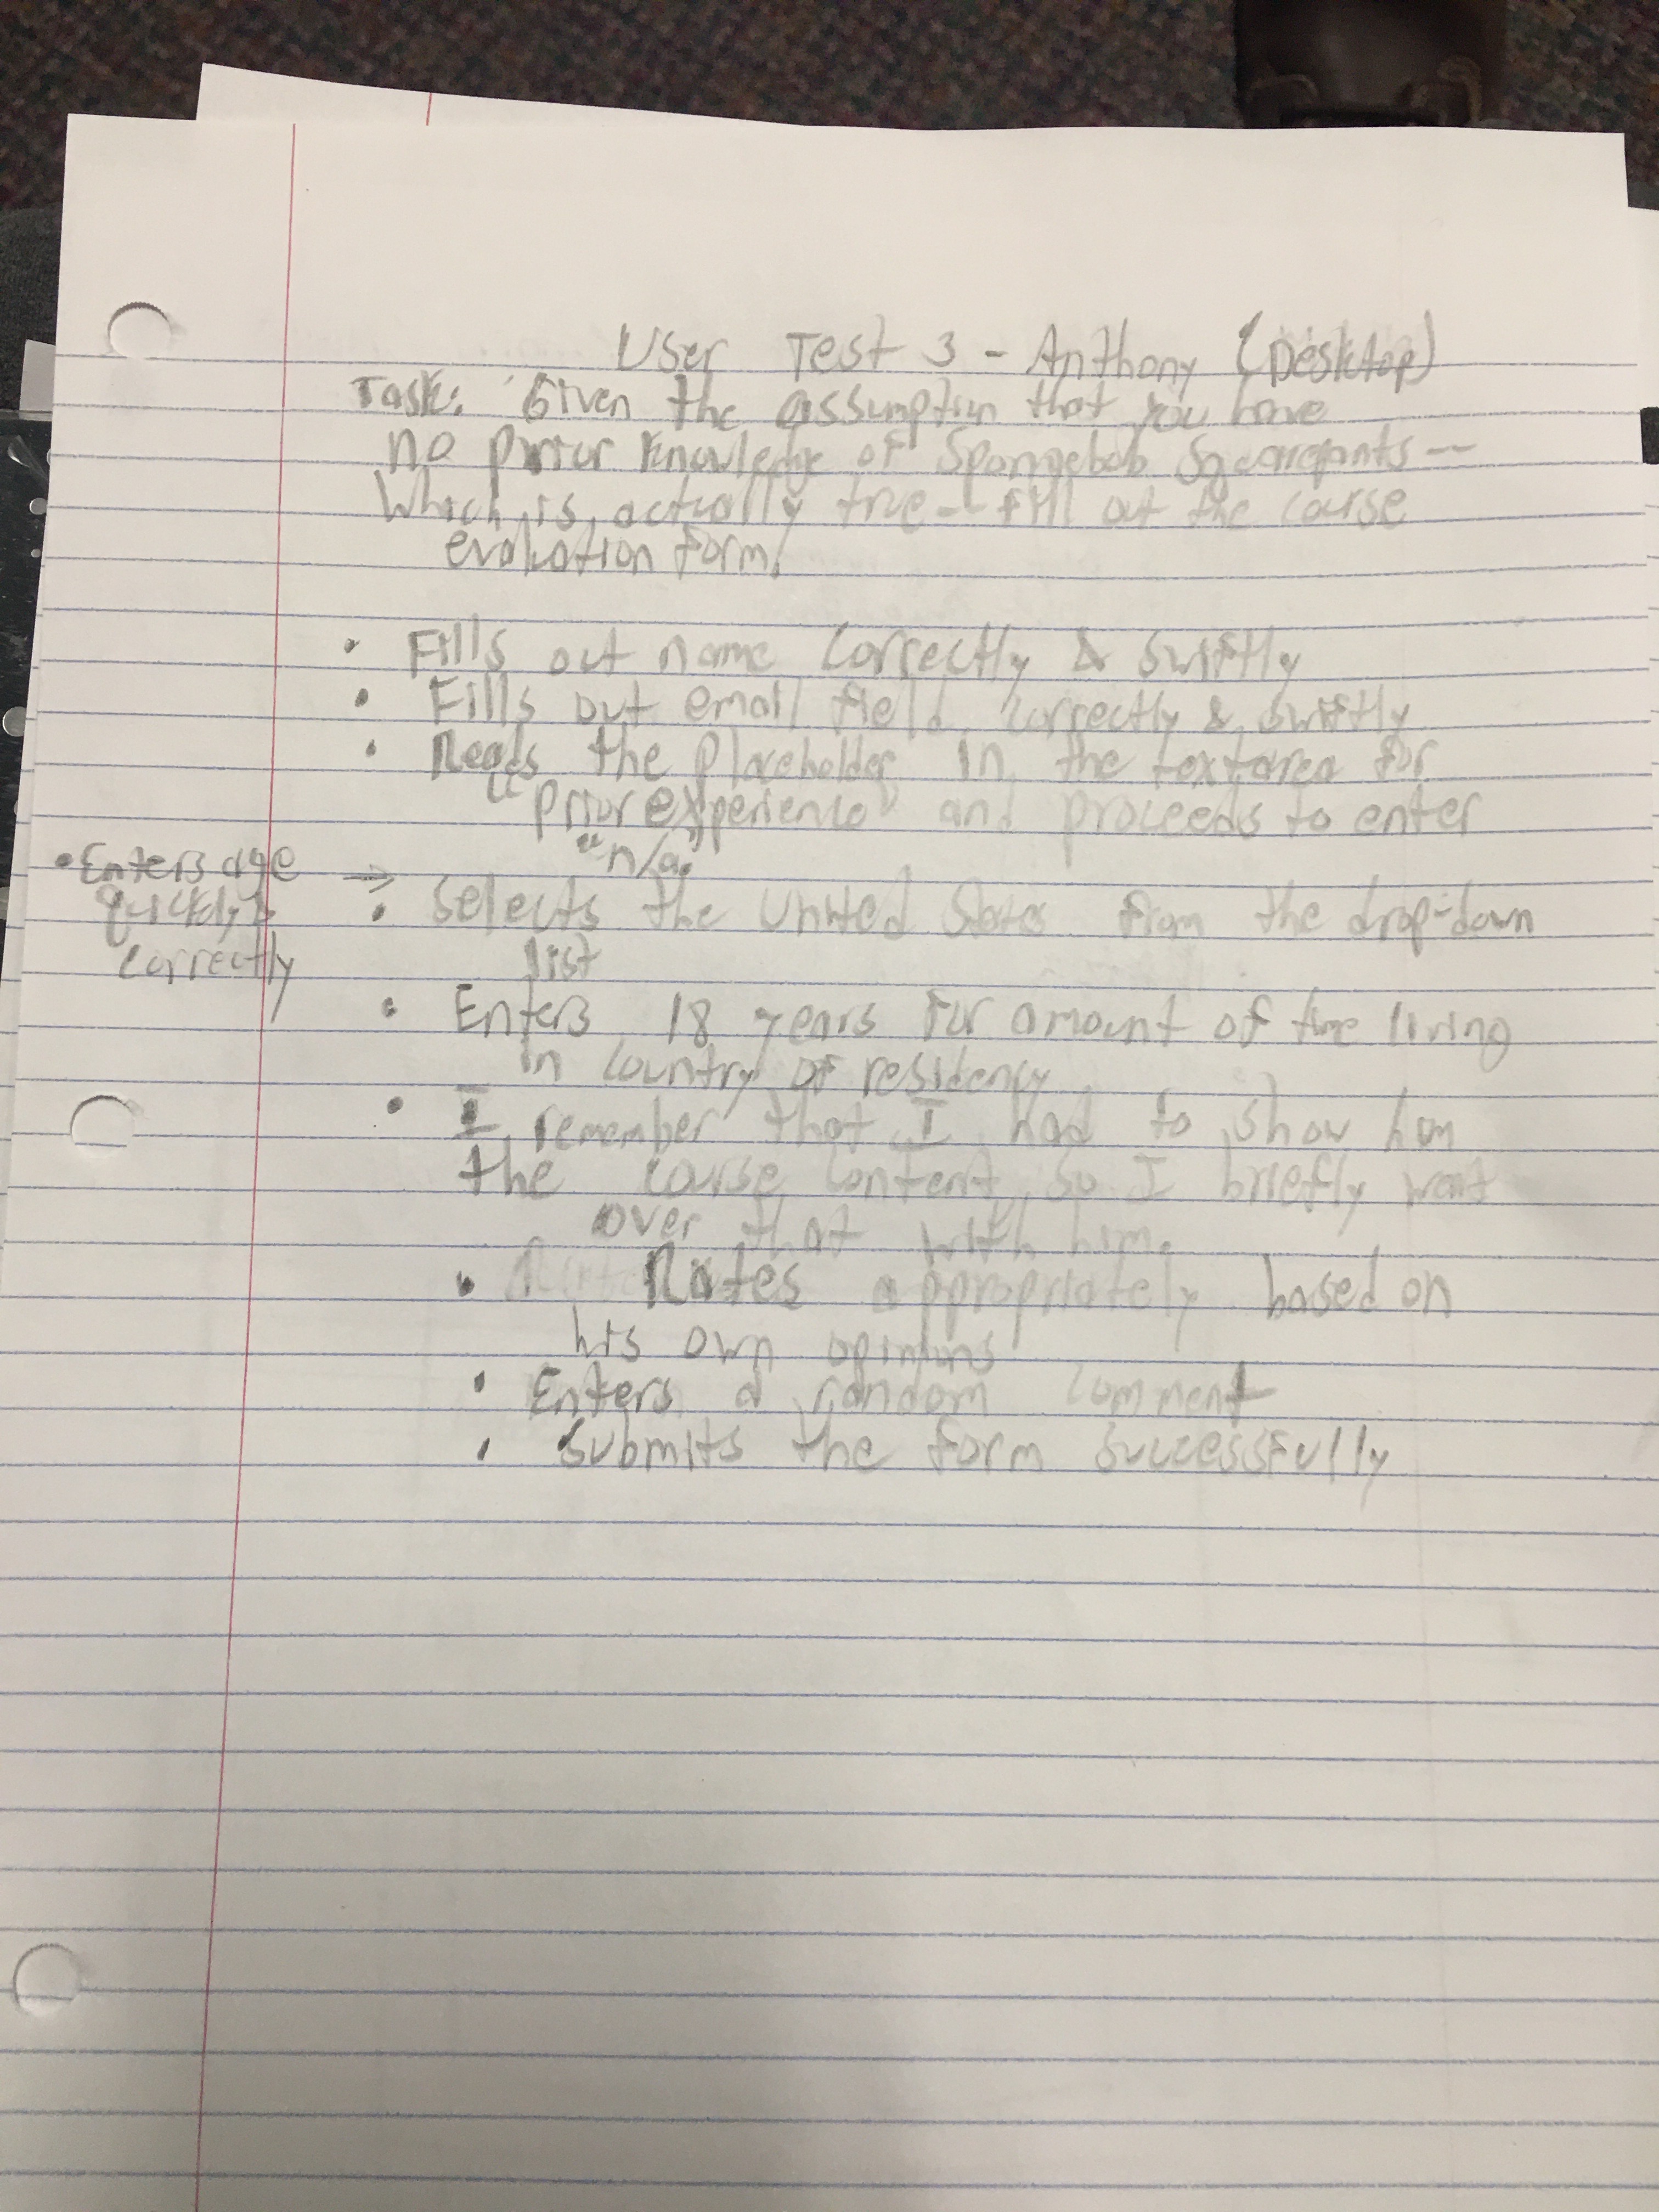 User Test 3 - Anthony (Desktop)
Task: Given the assumption that you have
no prior knowledge of Spongebob Squarepants --
Which is actually true -- fill out the course
evaluation form.
• Fills out name correctly & swiftly
• Fills out email field correctly & swiftly
• Reads the placeholder in the textarea for
"prior experience" and proceeds to enter
"n/a."
• Enters age →
quickly &
correctly
• Selects the United States from the drop-down
list
• Enters 18 years for amount of time living
in country of residency
• I remember that I had to show him
the course content, so I briefly went
over that with him.
• Rates appropriately based on
his own opinions
• Enters a random comment
• Submits the form successfully